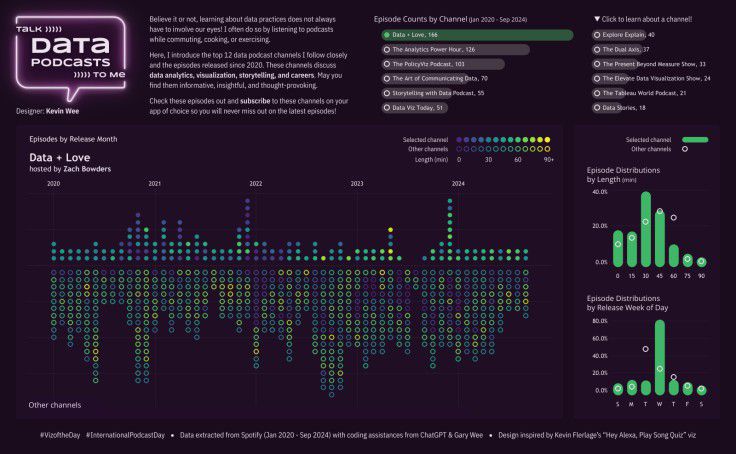 TALK )))))
DATA
PODCASTS
))))) TO ME
Designer: Kevin Wee
Believe it or not, learning about data practices does not always
have to involve our eyes! I often do so by listening to podcasts
while commuting, cooking, or exercising.
Here, I introduce the top 12 data podcast channels I follow closely
and the episodes released since 2020. These channels discuss
data analytics, visualization, storytelling, and careers. May you
find them informative, insightful, and thought-provoking.
Check these episodes out and subscribe to these channels on your
app of choice so you will never miss out on the latest episodes!
Episode Counts by Channel (Jan 2020 - Sep 2024)
Data + Love, 166
The Analytics Power Hour, 126
The PolicyViz Podcast, 103
The Art of Communicating Data, 70
Storytelling with Data Podcast, 55
Data Viz Today, 51
▼ Click to learn about a channel!
Explore Explain, 40
The Dual Axis, 37
The Present Beyond Measure Show, 33
The Elevate Data Visualization Show, 24
The Tableau World Podcast, 21
Data Stories, 18
Episodes by Release Month
Selected channel
Other channels
Length (min) 0 30 60 90+
Data + Love
hosted by Zach Bowders
2020 2021 2022 2023 2024
Other channels
Selected channel
Other channels
Episode Distributions
by Length (min)
40.0%
20.0%
0.0%
0 15 30 45 60 75 90
Episode Distributions
by Release Week of Day
80.0%
60.0%
40.0%
20.0%
0.0%
S M T W T F S
#VizoftheDay #InternationalPodcastDay • Data extracted from Spotify (Jan 2020 - Sep 2024) with coding assistances from ChatGPT & Gary Wee • Design inspired by Kevin Flerlage's "Hey Alexa, Play Song Quiz" viz